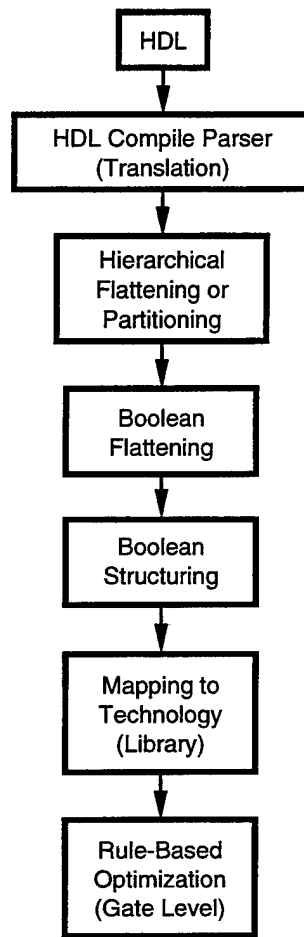 HDL
HDL Compile Parser
(Translation)
Hierarchical
Flattening or
Partitioning
Boolean
Flattening
Boolean
Structuring
Mapping to
Technology
(Library)
Rule-Based
Optimization
(Gate Level)